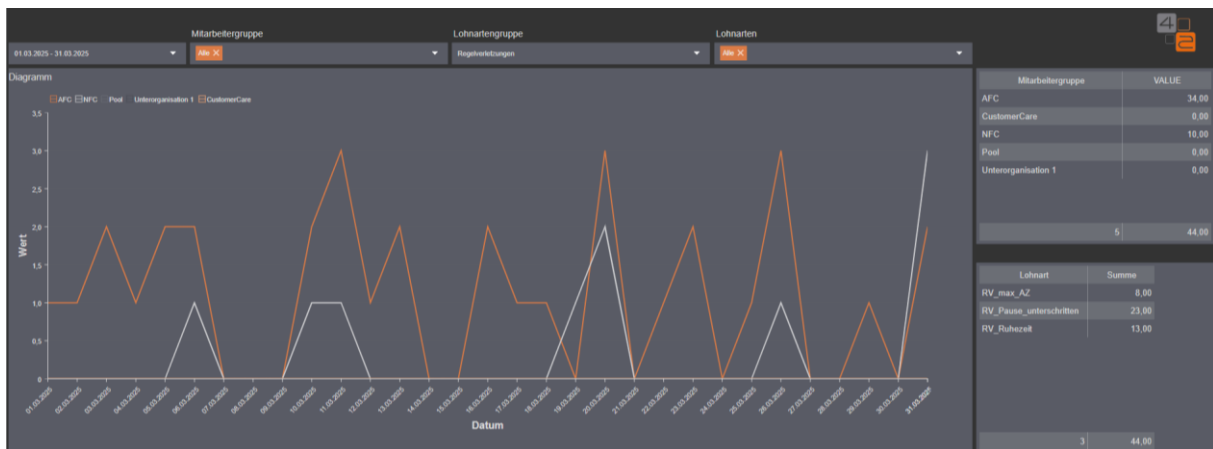 42
Mitarbeitergruppe Lohnartengruppe Lohnarten
01.03.2025 - 31.03.2025 Alle × Regelverletzungen Alle ×
Diagramm
AFC NFC Pool Unterorganisation 1 CustomerCare
3,5
3,0
2,5
2,0
1,5
1,0
0,5
0
Wert
01.03.2025 02.03.2025 03.03.2025 04.03.2025 05.03.2025 06.03.2025 07.03.2025 08.03.2025 09.03.2025 10.03.2025 11.03.2025 12.03.2025 13.03.2025 14.03.2025 15.03.2025 16.03.2025 17.03.2025 18.03.2025 19.03.2025 20.03.2025 21.03.2025 22.03.2025 23.03.2025 24.03.2025 25.03.2025 26.03.2025 27.03.2025 28.03.2025 29.03.2025 30.03.2025 31.03.2025
Datum
Mitarbeitergruppe VALUE
AFC 34,00
CustomerCare 0,00
NFC 10,00
Pool 0,00
Unterorganisation 1 0,00
5 44,00
Lohnart Summe
RV_max_AZ 8,00
RV_Pause_unterschritten 23,00
RV_Ruhezeit 13,00
3 44,00